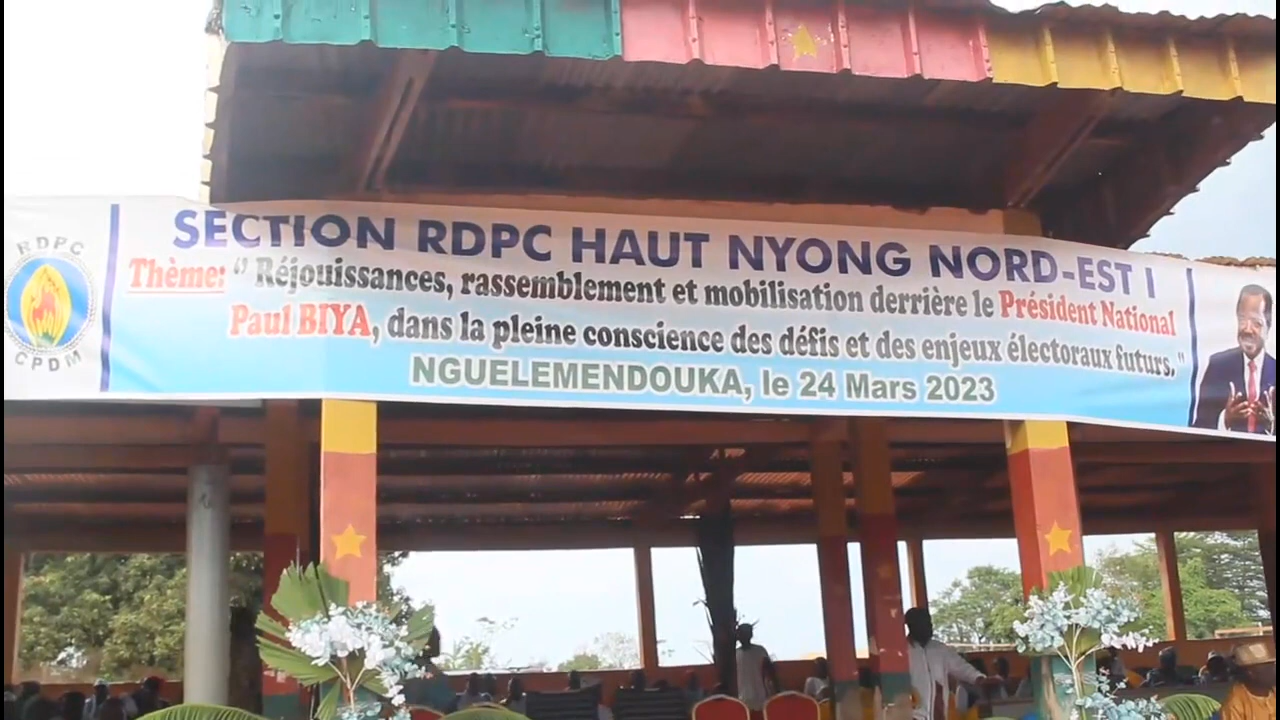 RDPC
CPDM
SECTION RDPC HAUT NYONG NORD-EST I
Thème: " Réjouissances, rassemblement et mobilisation derrière le Président National
Paul BIYA, dans la pleine conscience des défis et des enjeux électoraux futurs."
NGUELEMENDOUKA, le 24 Mars 2023